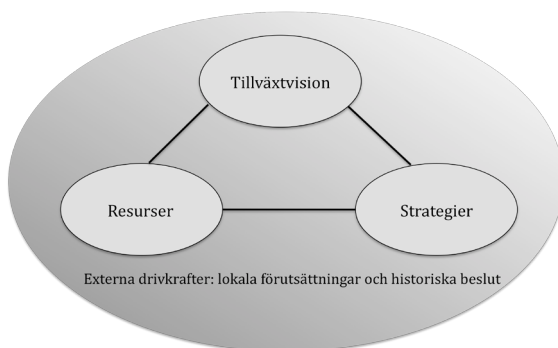 Tillväxtvision
Resurser
Strategier
Externa drivkrafter: lokala förutsättningar och historiska beslut